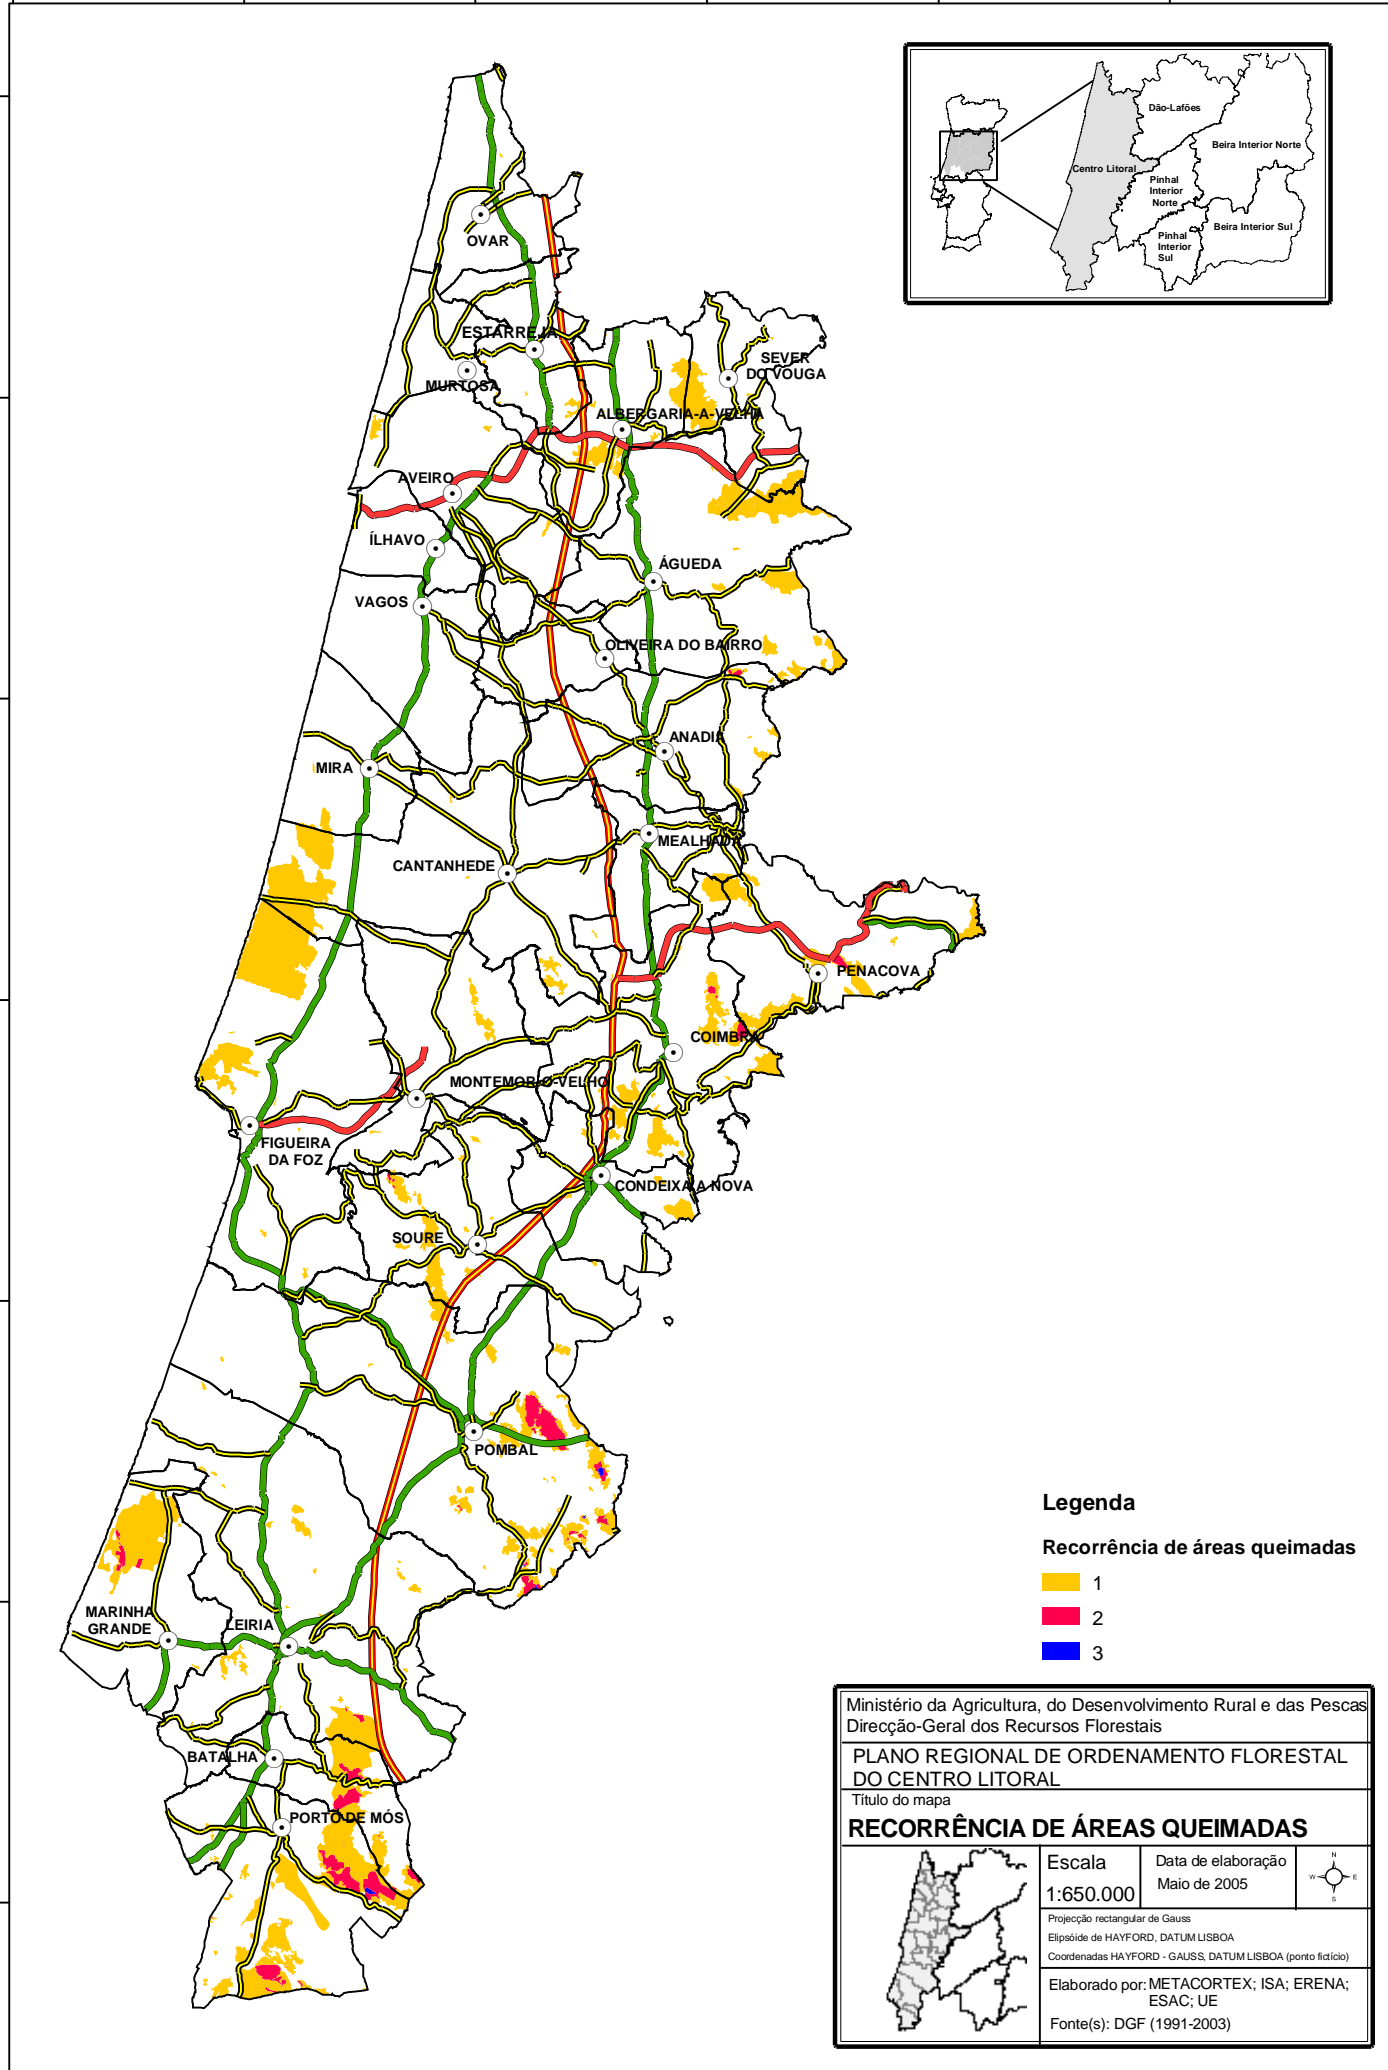 Dão-Lafões
Beira Interior Norte
Centro Litoral
Pinhal
Interior
Norte
Beira Interior Sul
Pinhal
Interior
Sul
OVAR
ESTARREJA
MURTOSA
SEVER
DO VOUGA
ALBERGARIA-A-VELHA
AVEIRO
ÍLHAVO
ÁGUEDA
VAGOS
OLIVEIRA DO BAIRRO
ANADIA
MIRA
MEALHADA
CANTANHEDE
PENACOVA
COIMBRA
MONTEMOR-O-VELHO
FIGUEIRA
DA FOZ
CONDEIXA-A-NOVA
SOURE
POMBAL
MARINHA
GRANDE
LEIRIA
BATALHA
PORTO DE MÓS
Legenda
Recorrência de áreas queimadas
1
2
3
Ministério da Agricultura, do Desenvolvimento Rural e das Pescas
Direcção-Geral dos Recursos Florestais
PLANO REGIONAL DE ORDENAMENTO FLORESTAL
DO CENTRO LITORAL
Título do mapa
RECORRÊNCIA DE ÁREAS QUEIMADAS
Escala
1:650.000
Data de elaboração
Maio de 2005
N
W E
S
Projecção rectangular de Gauss
Elipsóide de HAYFORD, DATUM LISBOA
Coordenadas HAYFORD - GAUSS, DATUM LISBOA (ponto fictício)
Elaborado por: METACORTEX; ISA; ERENA;
ESAC; UE
Fonte(s): DGF (1991-2003)